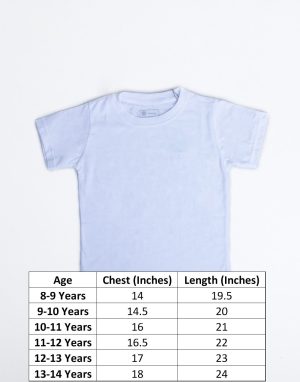 Age Chest (Inches) Length (Inches)
8-9 Years 14 19.5
9-10 Years 14.5 20
10-11 Years 16 21
11-12 Years 16.5 22
12-13 Years 17 23
13-14 Years 18 24